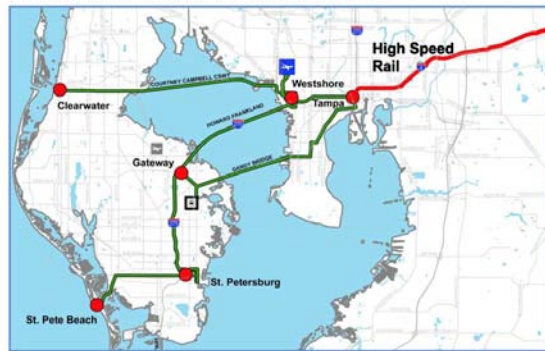 High Speed
Rail
COURTNEY CAMPBELL CSWY
Westshore
Clearwater
Tampa
HOWARD FRANKLAND
Gateway
GANDY BRIDGE
St. Petersburg
St. Pete Beach